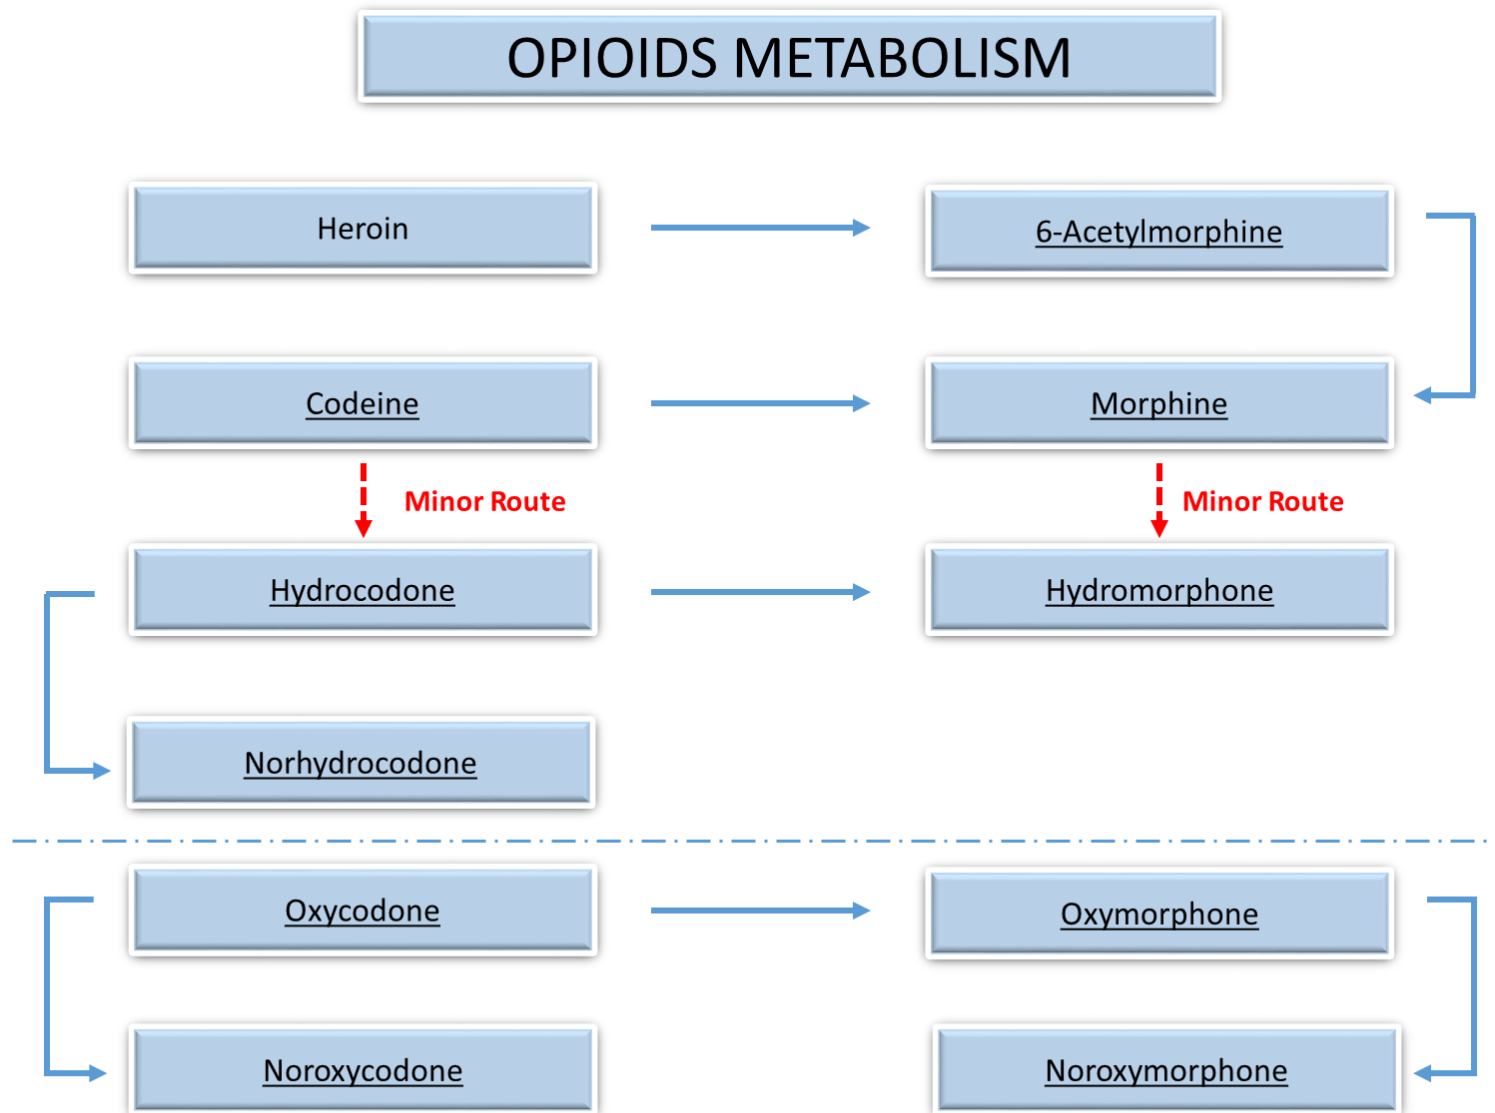 OPIOIDS METABOLISM
Heroin
6-Acetylmorphine
Codeine
Morphine
Minor Route
Minor Route
Hydrocodone
Hydromorphone
Norhydrocodone
Oxycodone
Oxymorphone
Noroxycodone
Noroxymorphone